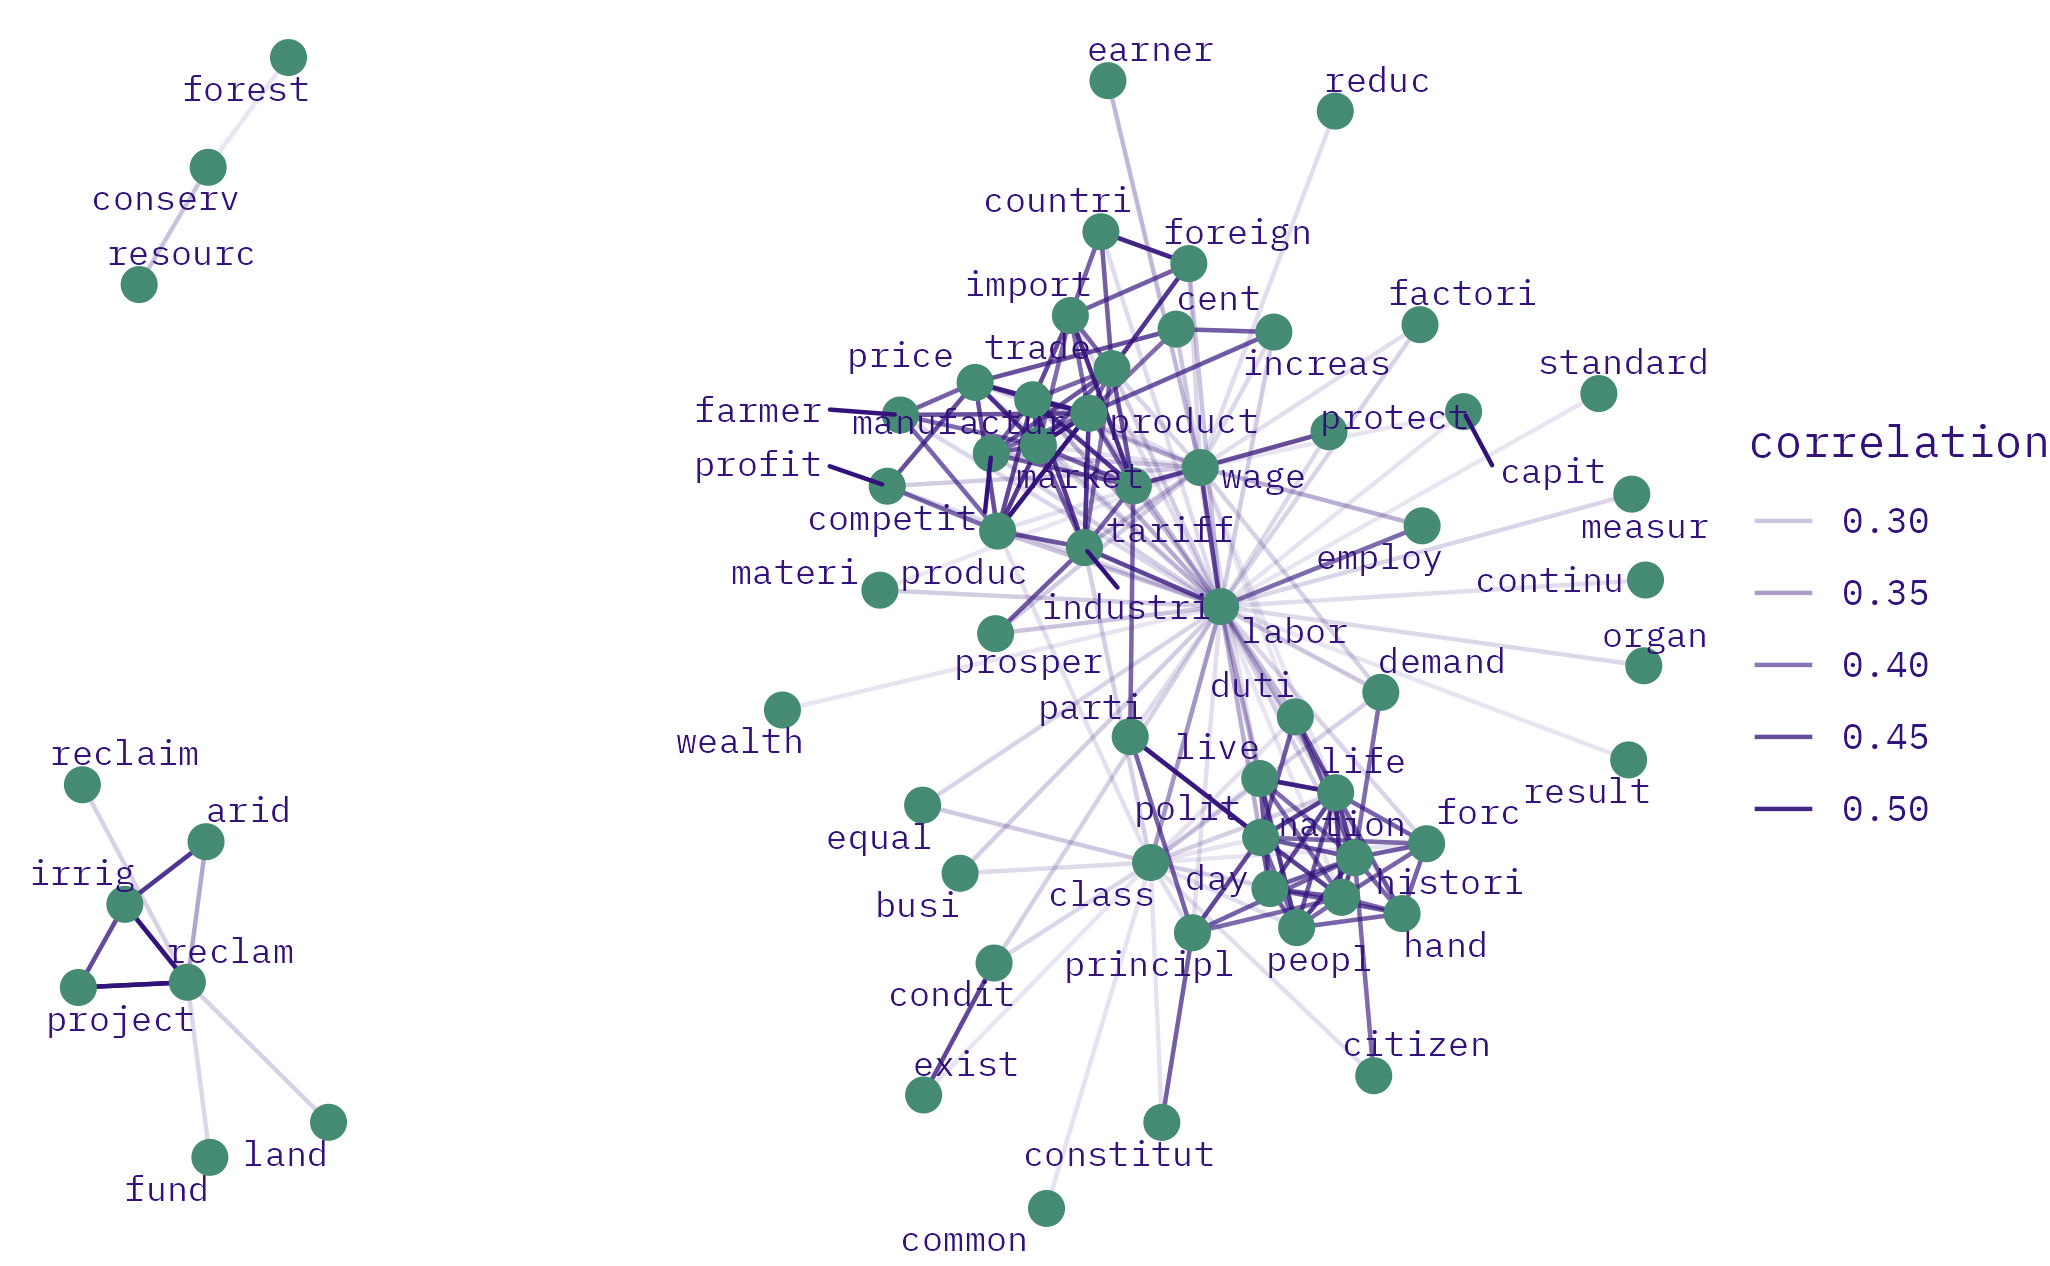 earner
reduc
forest
conserv
resourc
countri
foreign
import
cent
factori
price
trade
increas
standard
farmer
manufactur
product
protect
profit
market
wage
capit
competit
tariff
measur
materi
produc
employ
continu
industri
labor
organ
prosper
demand
duti
parti
wealth
live
life
reclaim
arid
polit
nation
forc
result
equal
irrig
day
histori
busi
class
reclam
principl
peopl
hand
condit
project
exist
citizen
land
fund
constitut
common
correlation
0.30
0.35
0.40
0.45
0.50